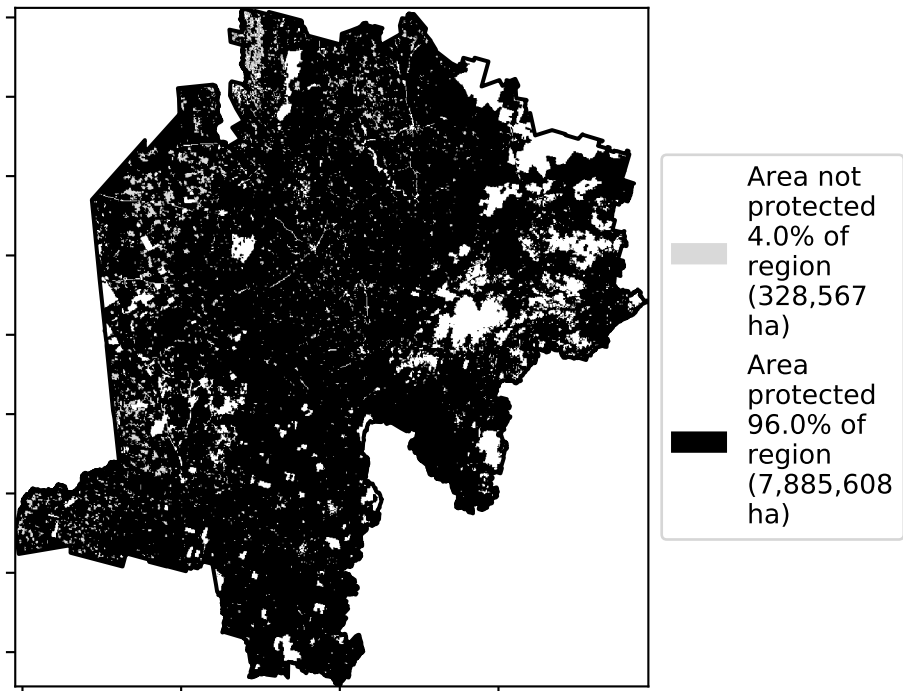 Area not
protected
4.0% of
region
(328,567
ha)
Area
protected
96.0% of
region
(7,885,608
ha)